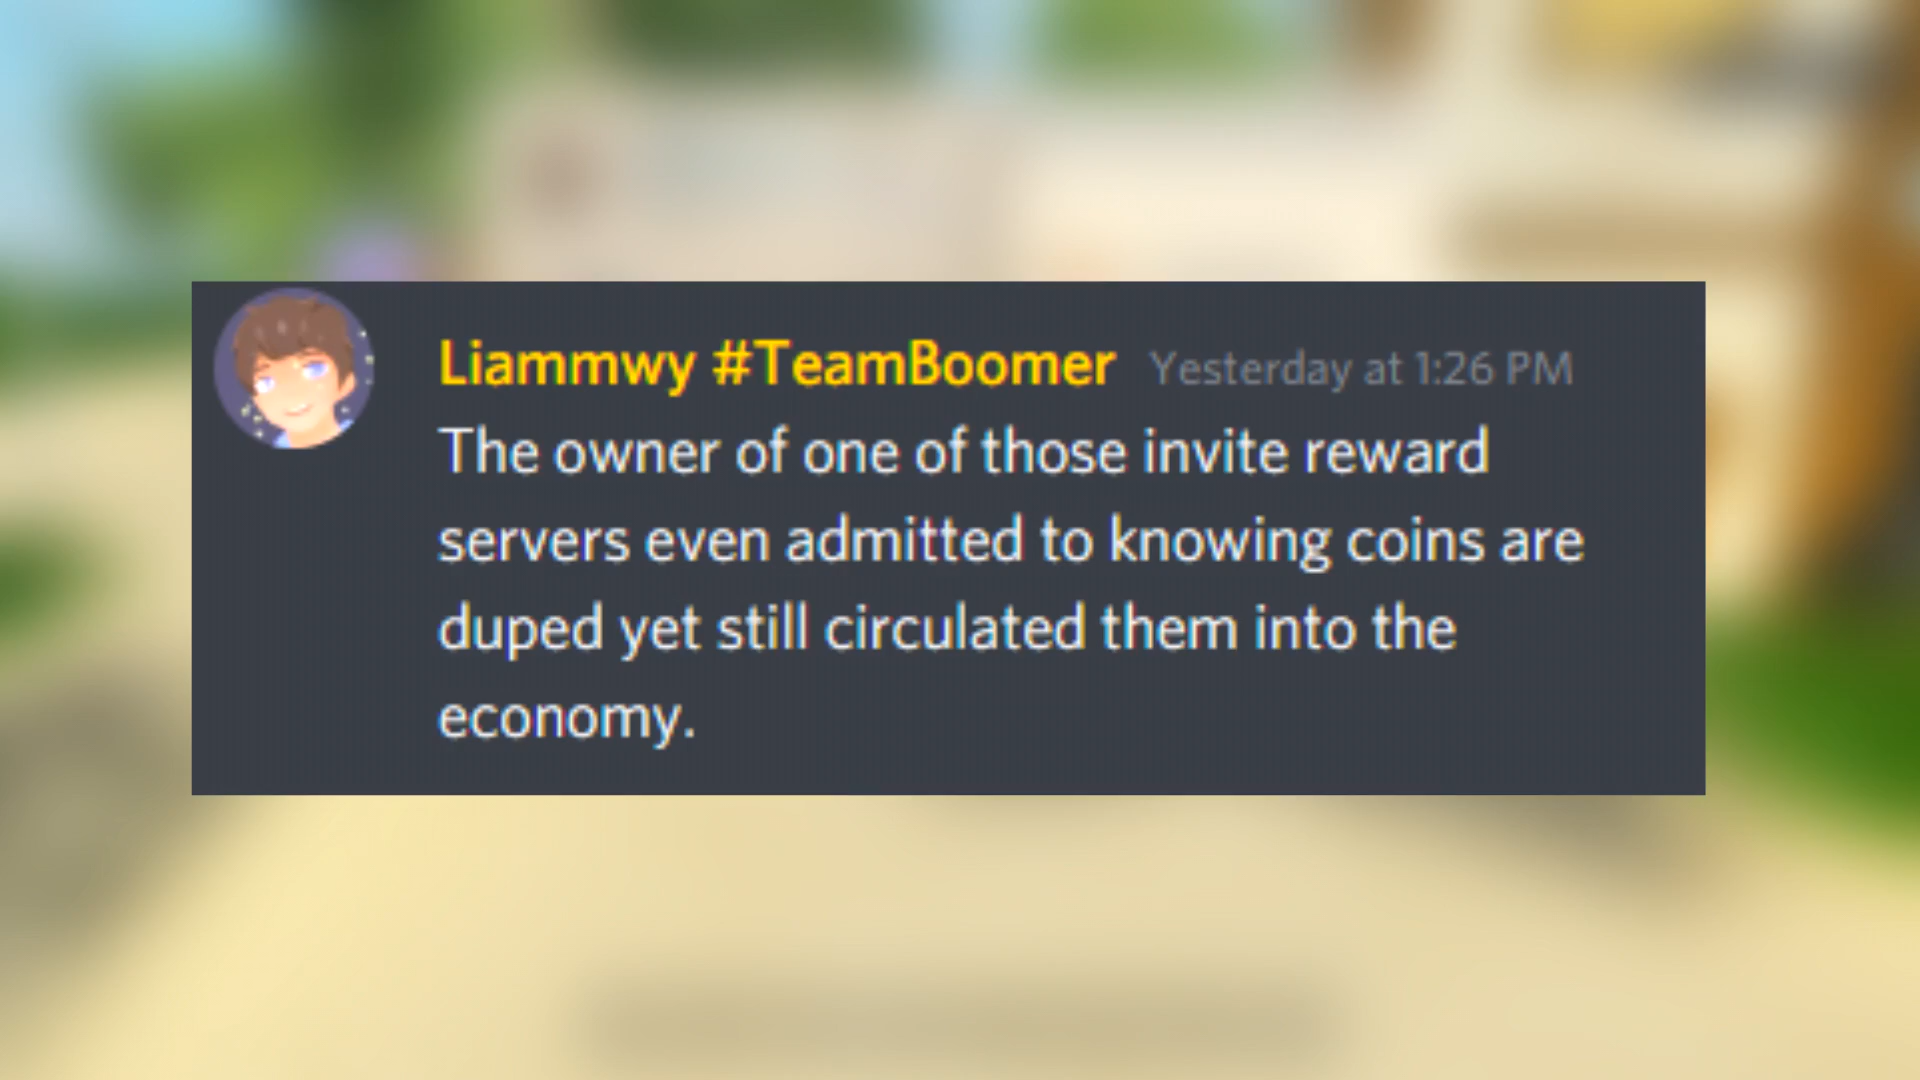 Liammwy #TeamBoomer Yesterday at 1:26 PM
The owner of one of those invite reward
servers even admitted to knowing coins are
duped yet still circulated them into the
economy.